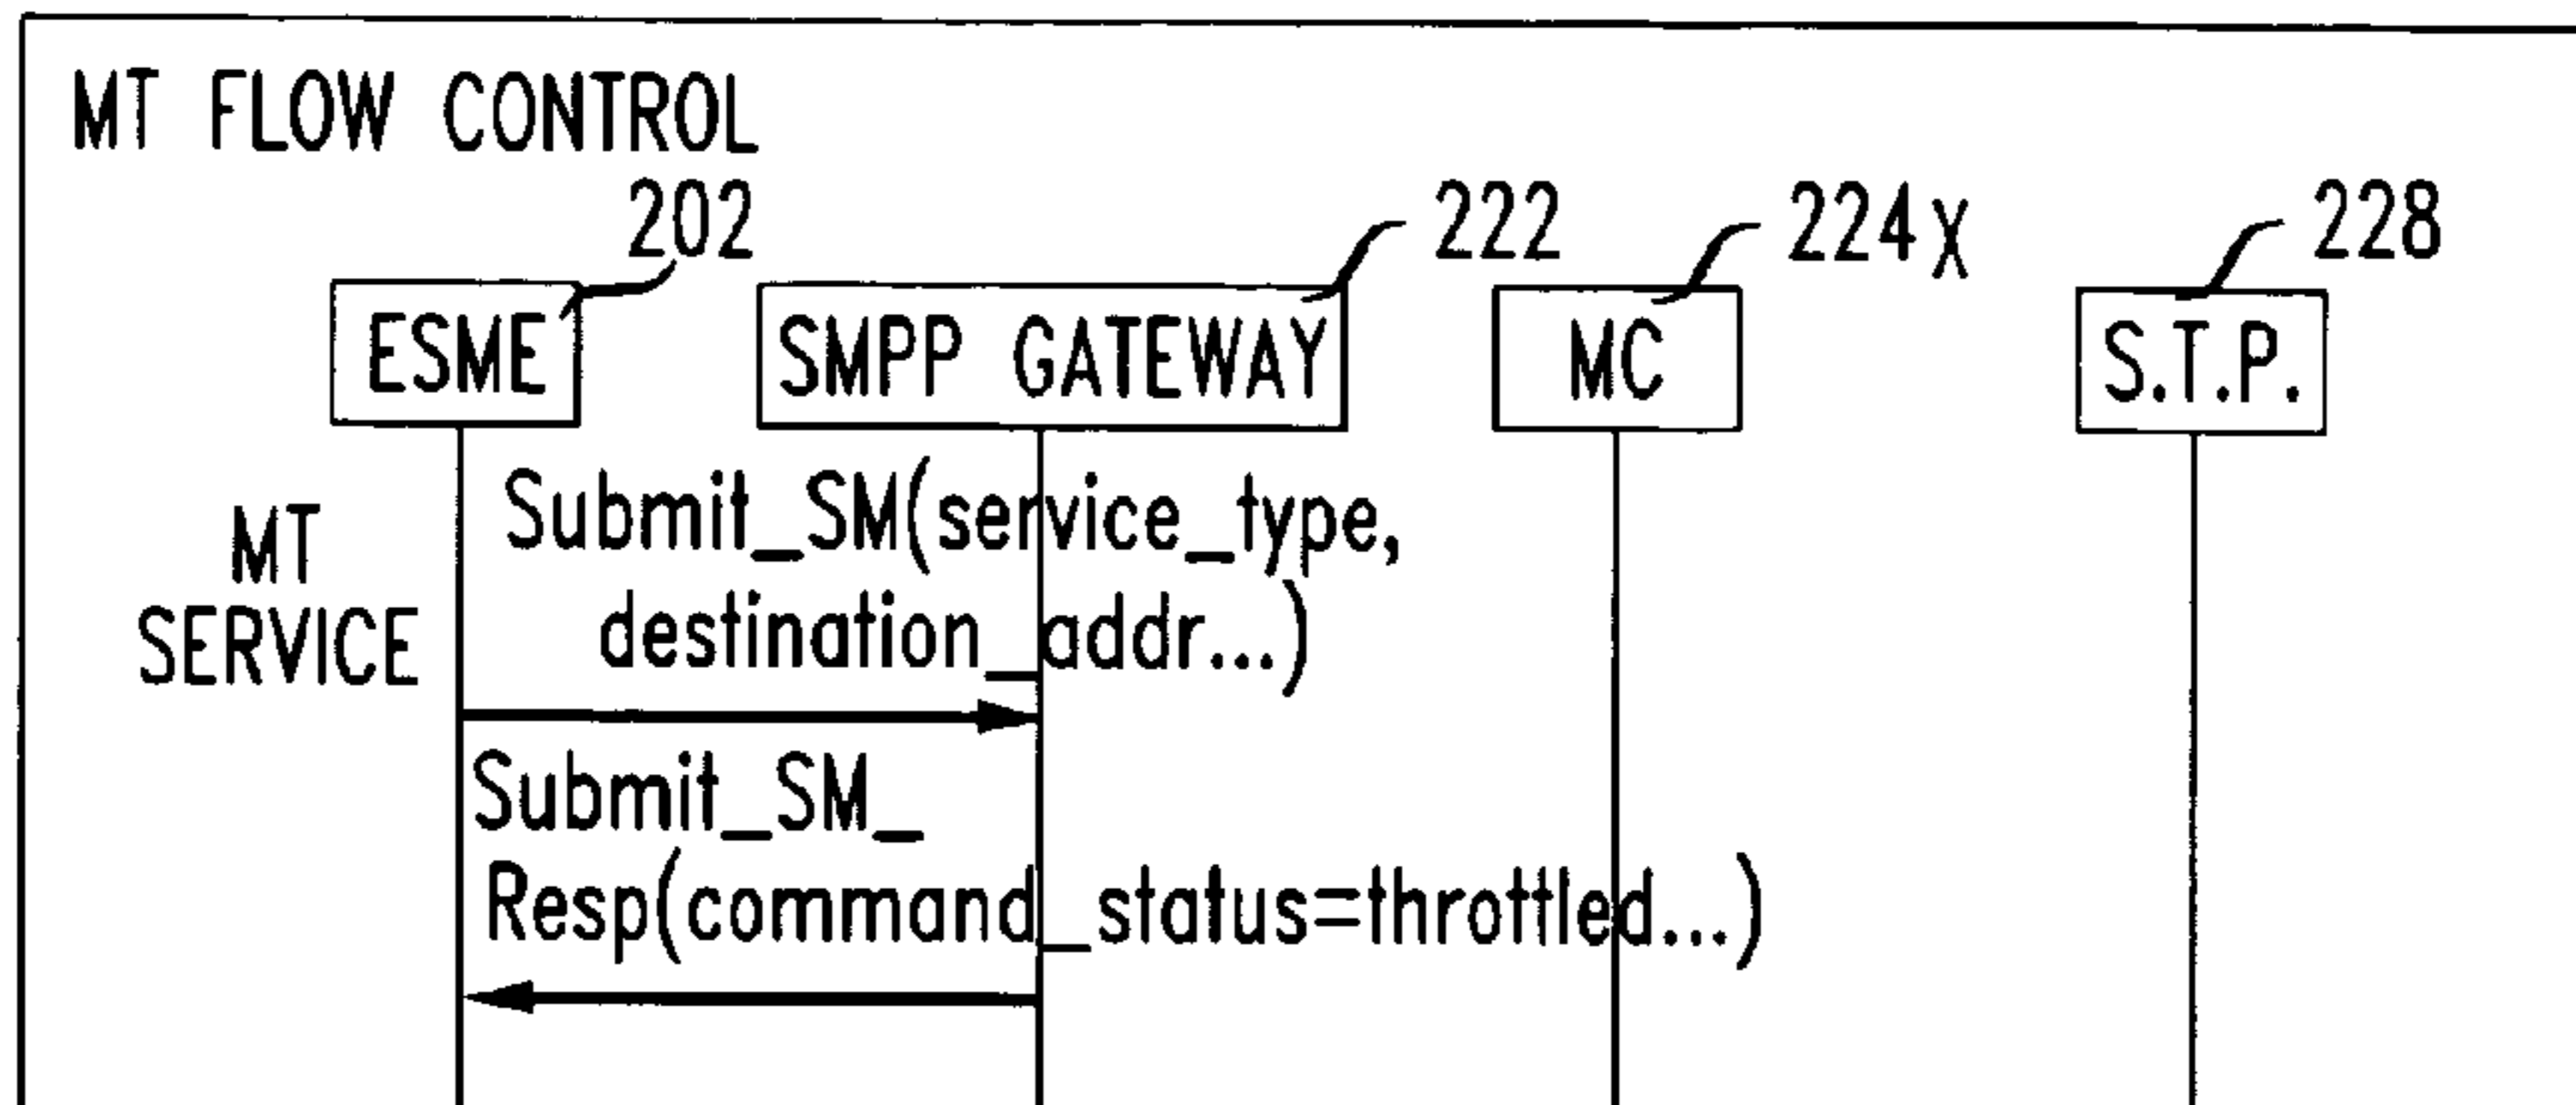 MT FLOW CONTROL
202 222 224X 228
ESME SMPP GATEWAY MC S.T.P.
Submit_SM(service_type,
destination_addr...)
MT
SERVICE
Submit_SM_
Resp(command_status=throttled...)